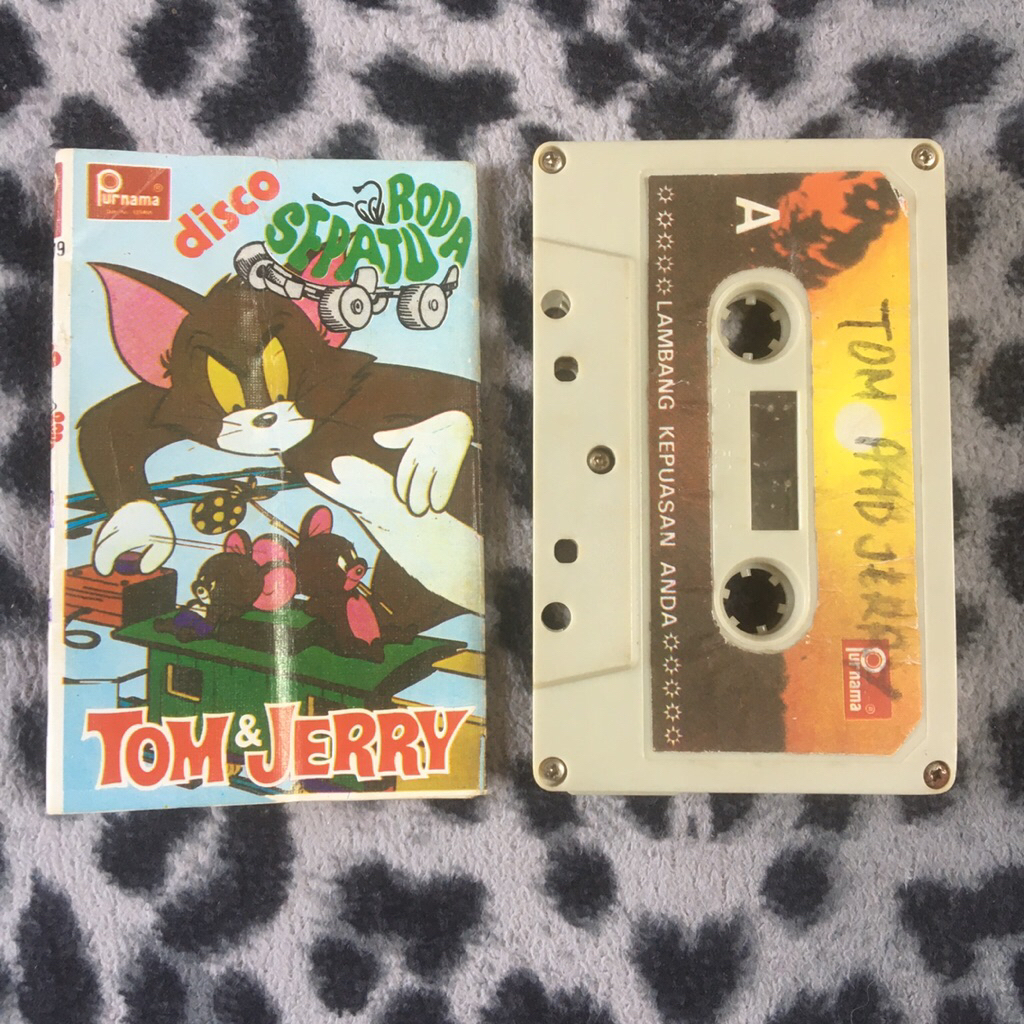 Purnama
disco
SEPATU RODA
TOM & JERRY
A
LAMBANG KEPUASAN ANDA
TOM AND JERRY
Purnama